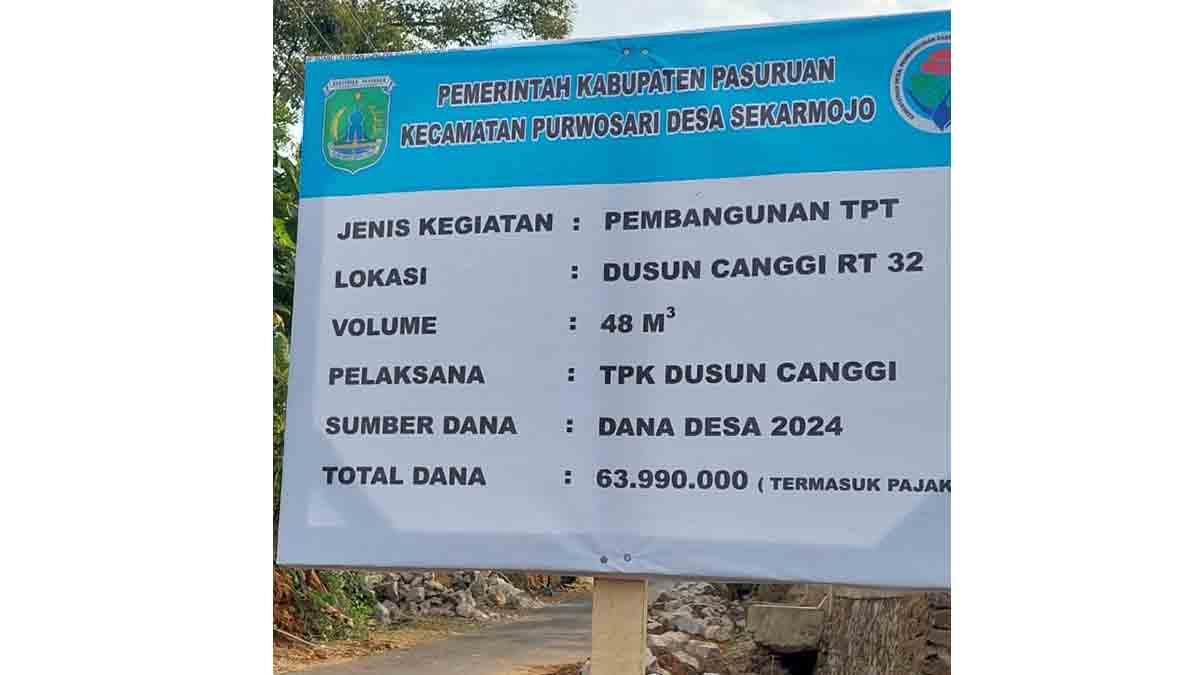 PEMERINTAH KABUPATEN PASURUAN
KECAMATAN PURWOSARI DESA SEKARMOJO
JENIS KEGIATAN : PEMBANGUNAN TPT
LOKASI : DUSUN CANGGI RT 32
VOLUME : 48 M³
PELAKSANA : TPK DUSUN CANGGI
SUMBER DANA : DANA DESA 2024
TOTAL DANA : 63.990.000 ( TERMASUK PAJAK